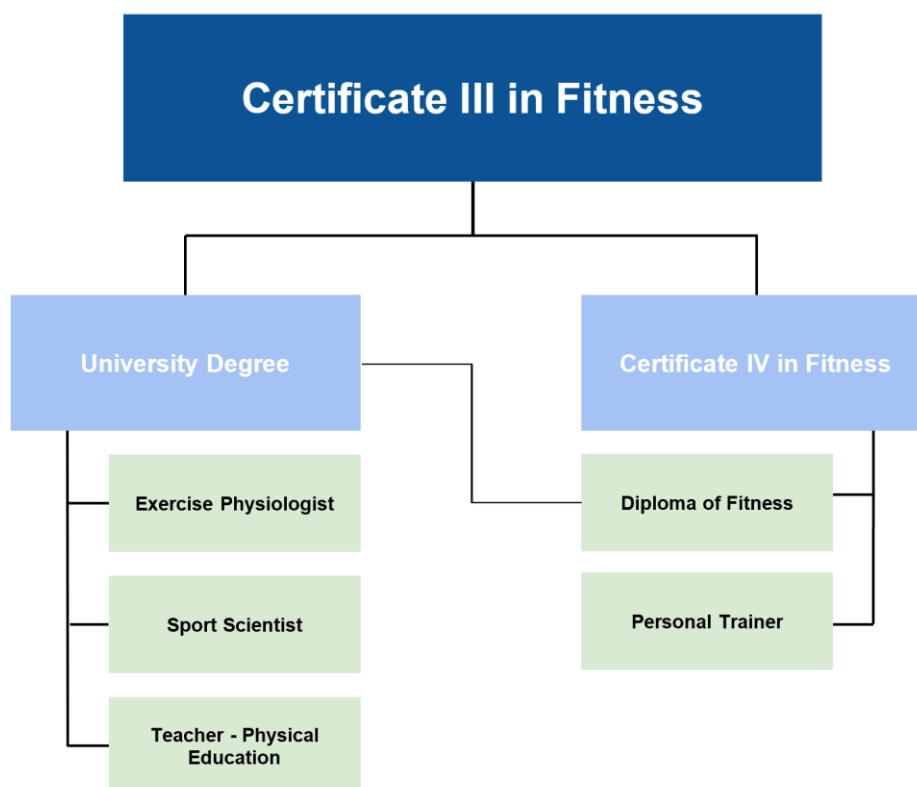 Certificate III in Fitness
University Degree
Certificate IV in Fitness
Exercise Physiologist
Diploma of Fitness
Sport Scientist
Personal Trainer
Teacher - Physical
Education